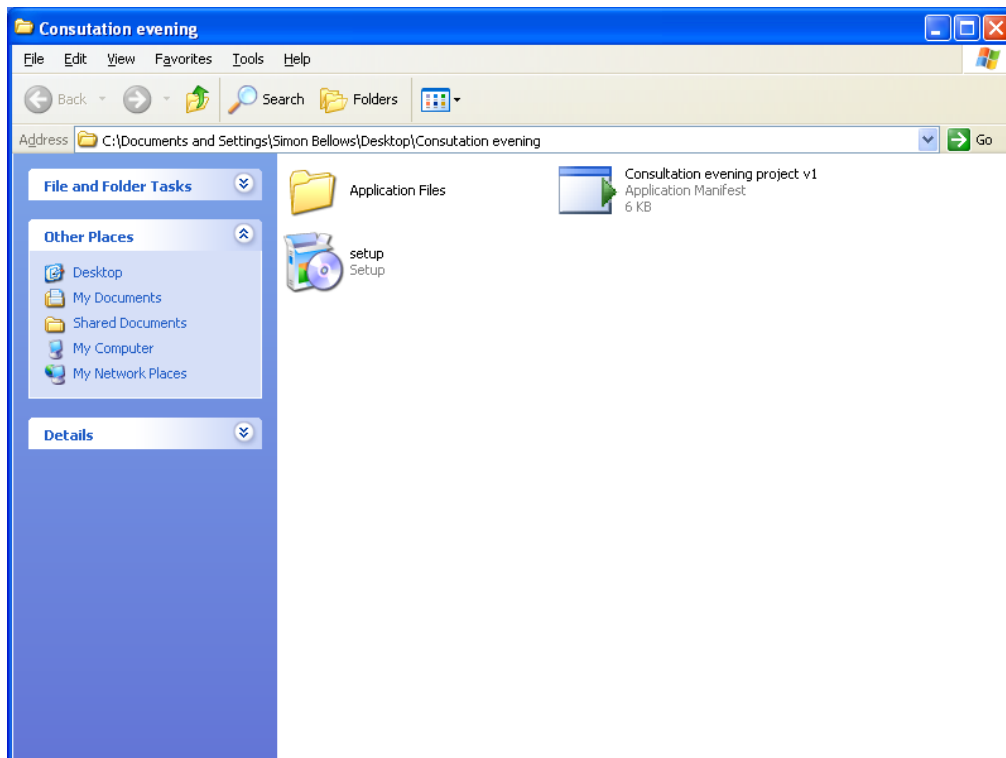 Consutation evening
File Edit View Favorites Tools Help
Back Search Folders
Address C:\Documents and Settings\Simon Bellows\Desktop\Consutation evening Go
File and Folder Tasks
Other Places
Desktop
My Documents
Shared Documents
My Computer
My Network Places
Details
Application Files
Consultation evening project v1
Application Manifest
6 KB
setup
Setup